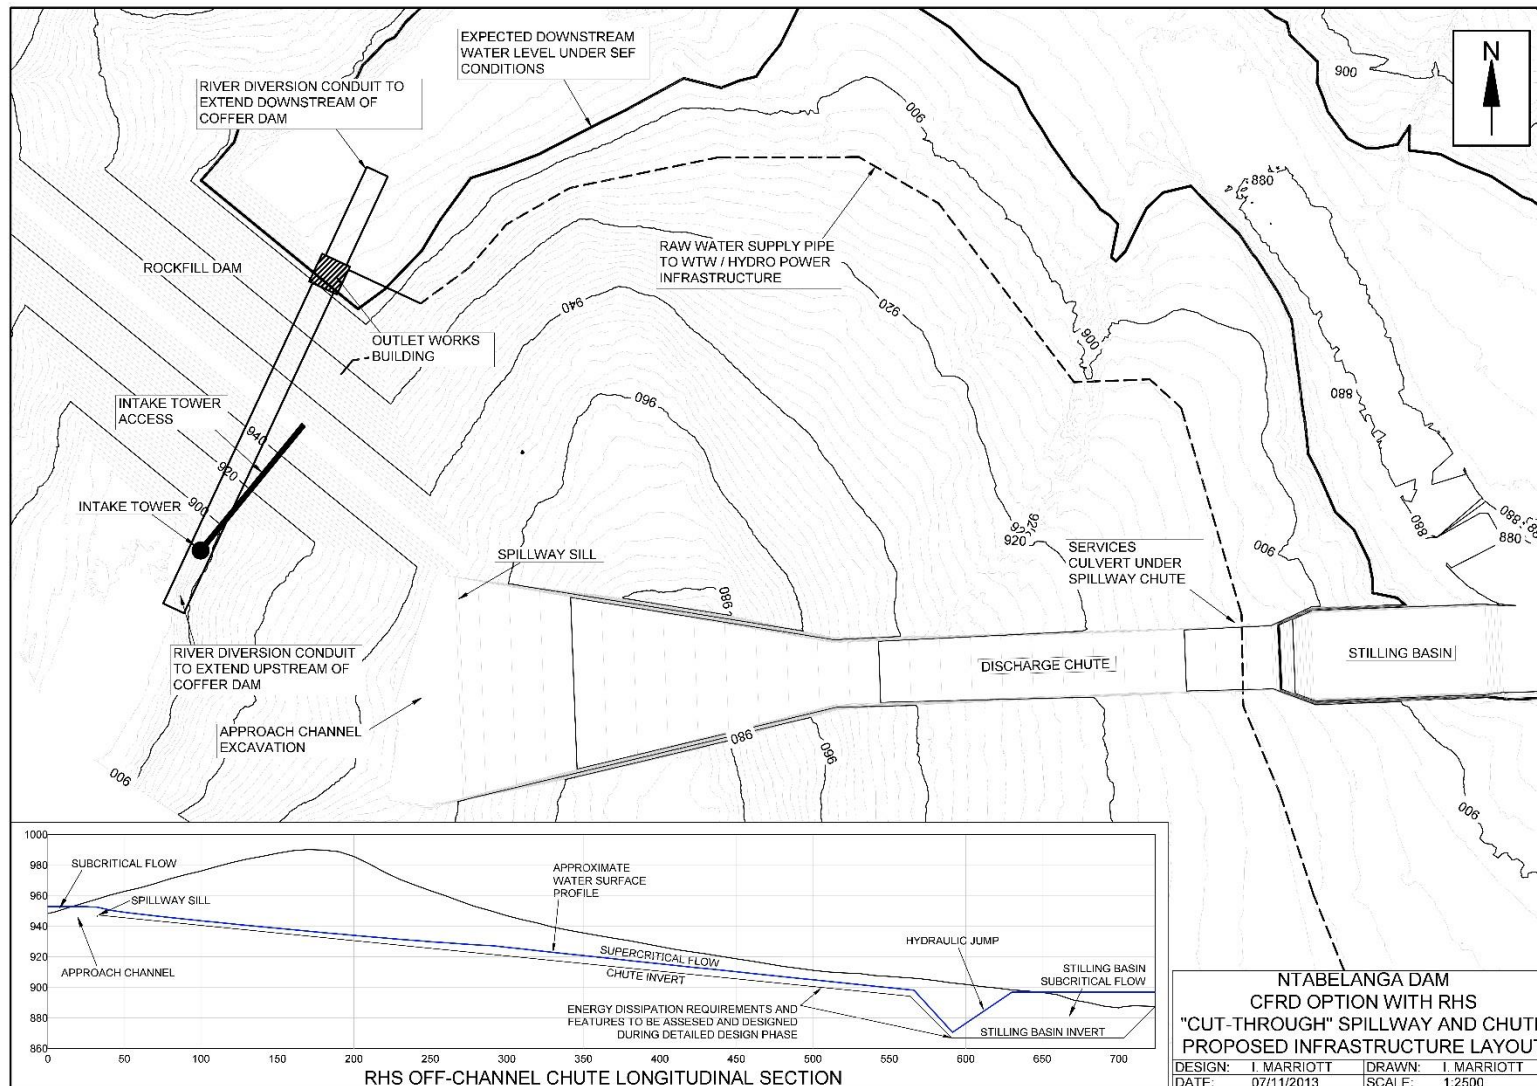 EXPECTED DOWNSTREAM
WATER LEVEL UNDER SEF
CONDITIONS
N
900
RIVER DIVERSION CONDUIT TO
EXTEND DOWNSTREAM OF
COFFER DAM
900
880
RAW WATER SUPPLY PIPE
TO WTW / HYDRO POWER
INFRASTRUCTURE
ROCKFILL DAM
940
920
900
OUTLET WORKS
BUILDING
880
INTAKE TOWER
ACCESS
960
940
920
900
INTAKE TOWER
920
SPILLWAY SILL
SERVICES
CULVERT UNDER
SPILLWAY CHUTE
900
880
880
880
980
RIVER DIVERSION CONDUIT
TO EXTEND UPSTREAM OF
COFFER DAM
DISCHARGE CHUTE
STILLING BASIN
APPROACH CHANNEL
EXCAVATION
980
960
900
900
1000
980
960
940
920
900
880
860
SUBCRITICAL FLOW
SPILLWAY SILL
APPROACH CHANNEL
APPROXIMATE
WATER SURFACE
PROFILE
SUPERCRITICAL FLOW
CHUTE INVERT
HYDRAULIC JUMP
STILLING BASIN
SUBCRITICAL FLOW
ENERGY DISSIPATION REQUIREMENTS AND
FEATURES TO BE ASSESED AND DESIGNED
DURING DETAILED DESIGN PHASE
STILLING BASIN INVERT
0 50 100 150 200 250 300 350 400 450 500 550 600 650 700
RHS OFF-CHANNEL CHUTE LONGITUDINAL SECTION
NTABELANGA DAM
CFRD OPTION WITH RHS
"CUT-THROUGH" SPILLWAY AND CHUTE
PROPOSED INFRASTRUCTURE LAYOUT
DESIGN: I. MARRIOTT DRAWN: I. MARRIOTT
DATE: 07/11/2013 SCALE: 1:2500